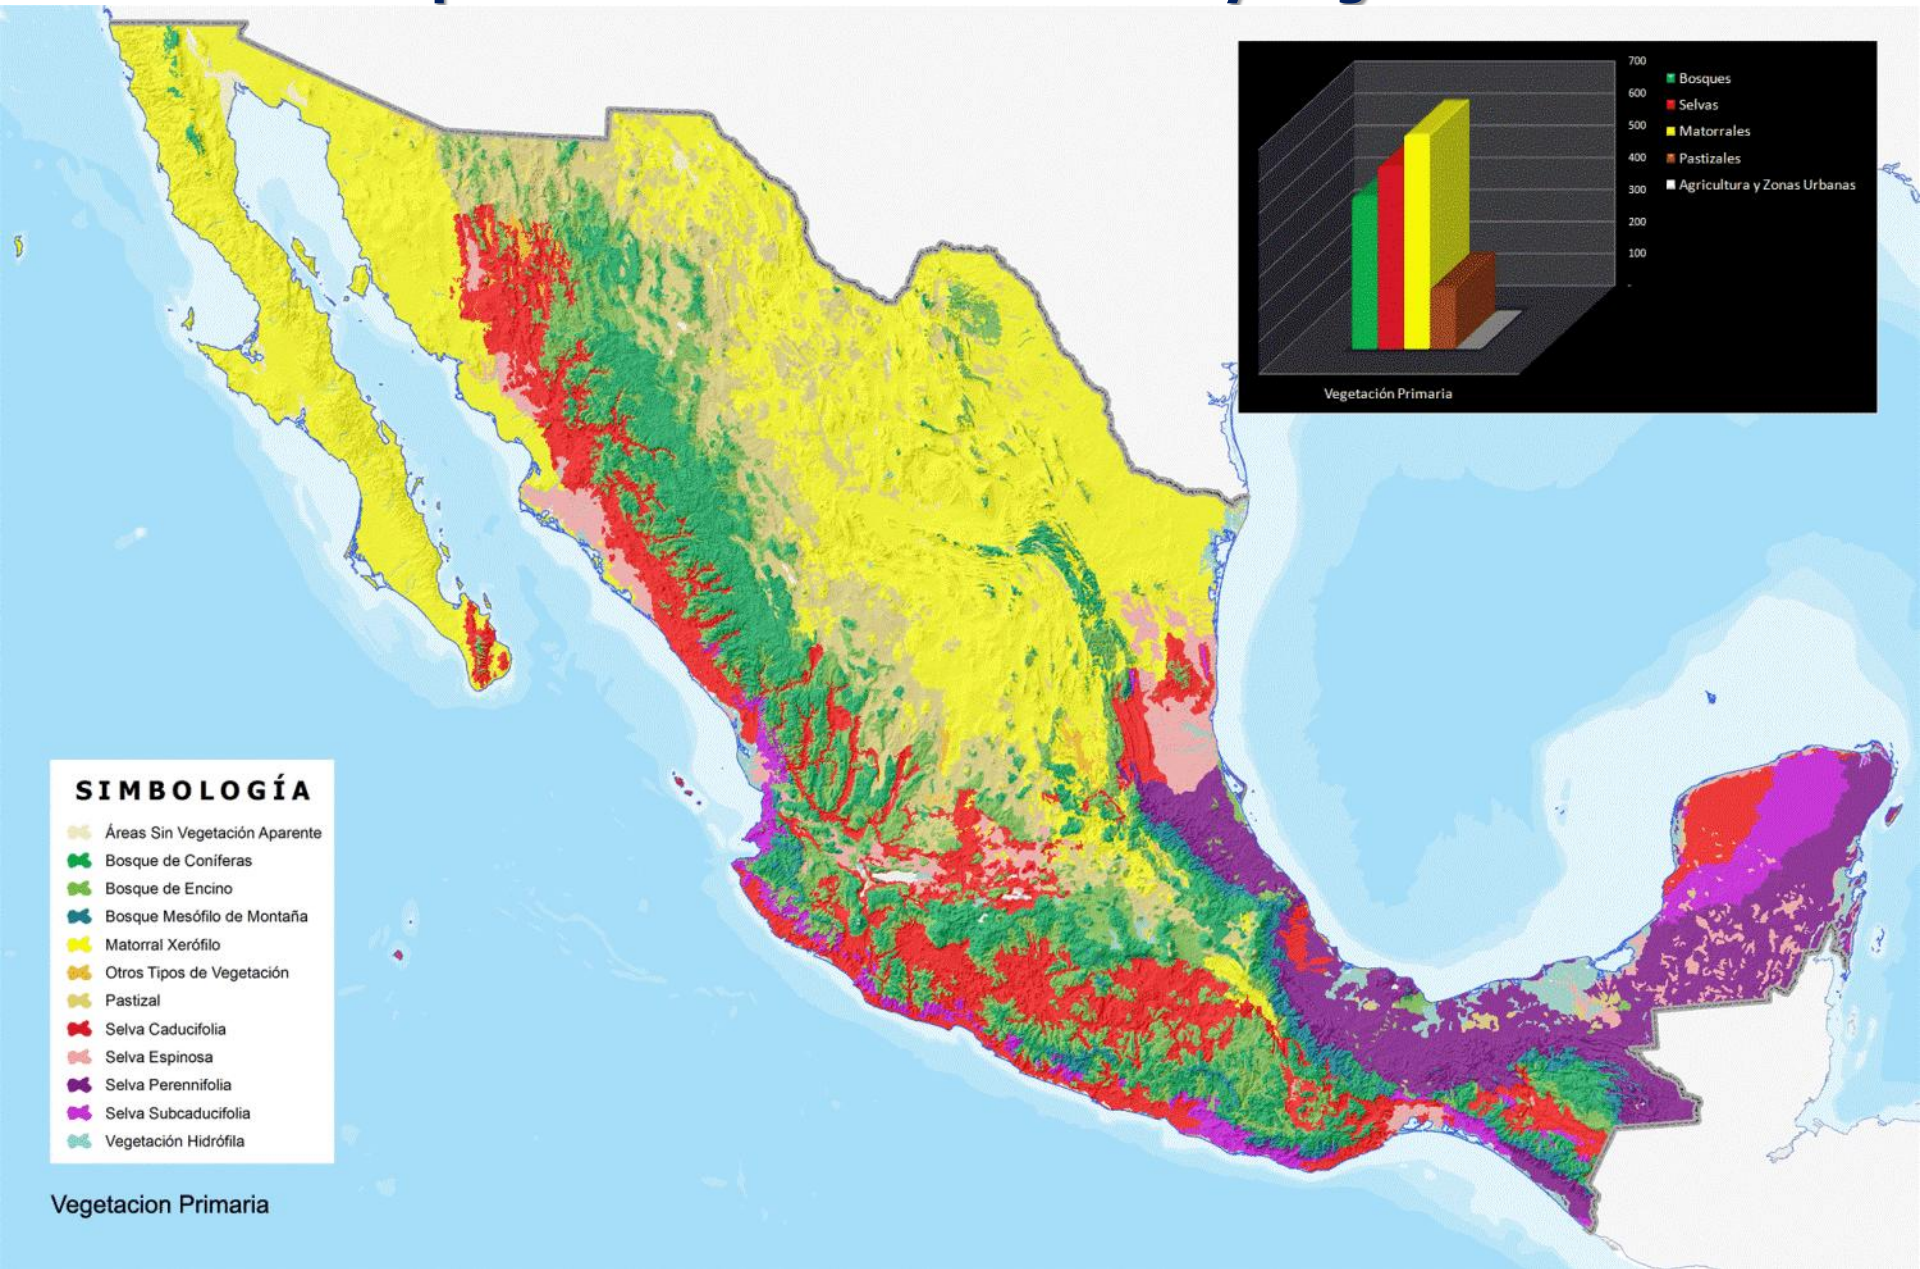 700
600
500
400
300
200
100
-
Bosques
Selvas
Matorrales
Pastizales
Agricultura y Zonas Urbanas
Vegetación Primaria
SIMBOLOGÍA
Áreas Sin Vegetación Aparente
Bosque de Coníferas
Bosque de Encino
Bosque Mesófilo de Montaña
Matorral Xerófilo
Otros Tipos de Vegetación
Pastizal
Selva Caducifolia
Selva Espinosa
Selva Perennifolia
Selva Subcaducifolia
Vegetación Hidrófila
Vegetacion Primaria